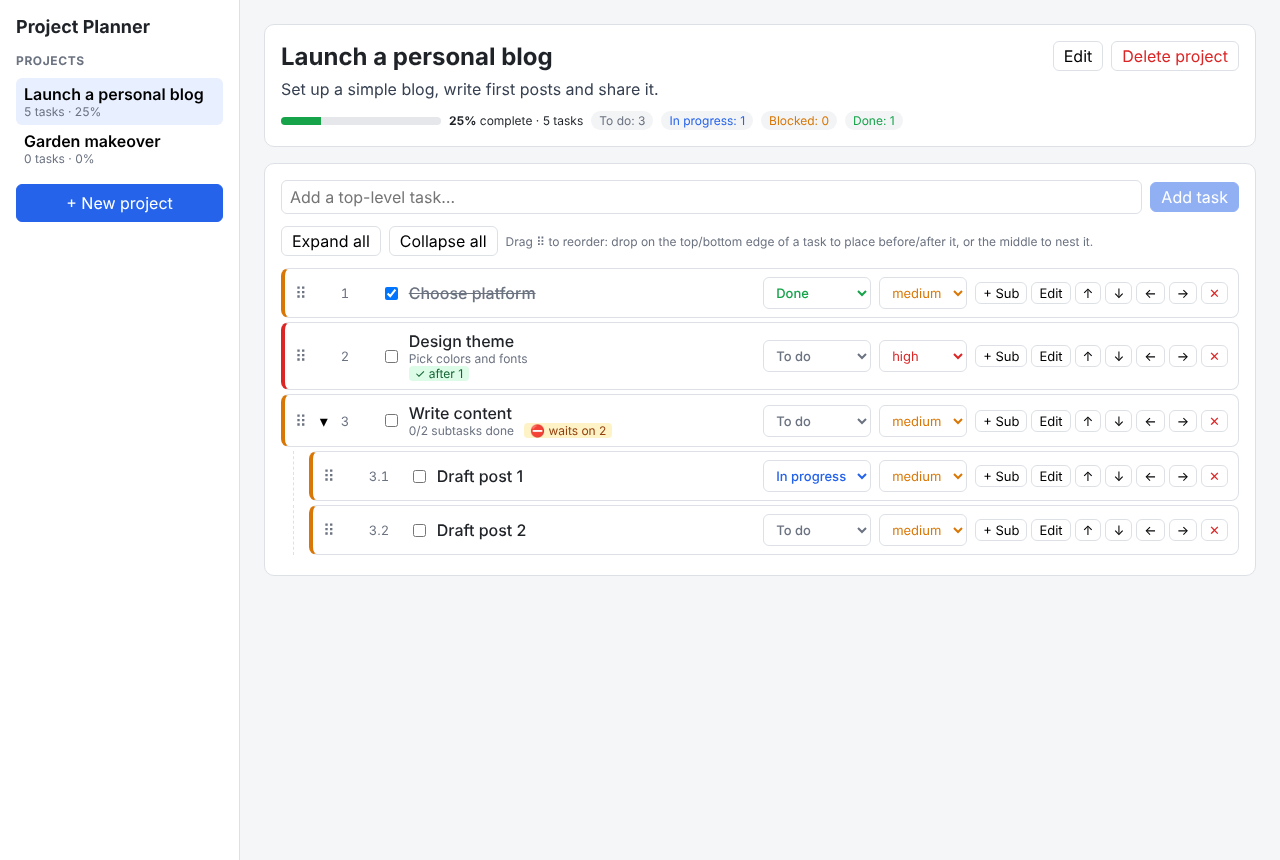 Project Planner
PROJECTS
Launch a personal blog
5 tasks · 25%
Garden makeover
0 tasks · 0%
+ New project
Launch a personal blog
Edit
Delete project
Set up a simple blog, write first posts and share it.
25% complete · 5 tasks To do: 3 In progress: 1 Blocked: 0 Done: 1
Add a top-level task...
Add task
Expand all
Collapse all
Drag ⠿ to reorder: drop on the top/bottom edge of a task to place before/after it, or the middle to nest it.
1 Choose platform Done medium + Sub Edit ↑ ↓ ← → ✕
2 Design theme To do high + Sub Edit ↑ ↓ ← → ✕
Pick colors and fonts
✓ after 1
▼ 3 Write content To do medium + Sub Edit ↑ ↓ ← → ✕
0/2 subtasks done ⛔ waits on 2
3.1 Draft post 1 In progress medium + Sub Edit ↑ ↓ ← → ✕
3.2 Draft post 2 To do medium + Sub Edit ↑ ↓ ← → ✕